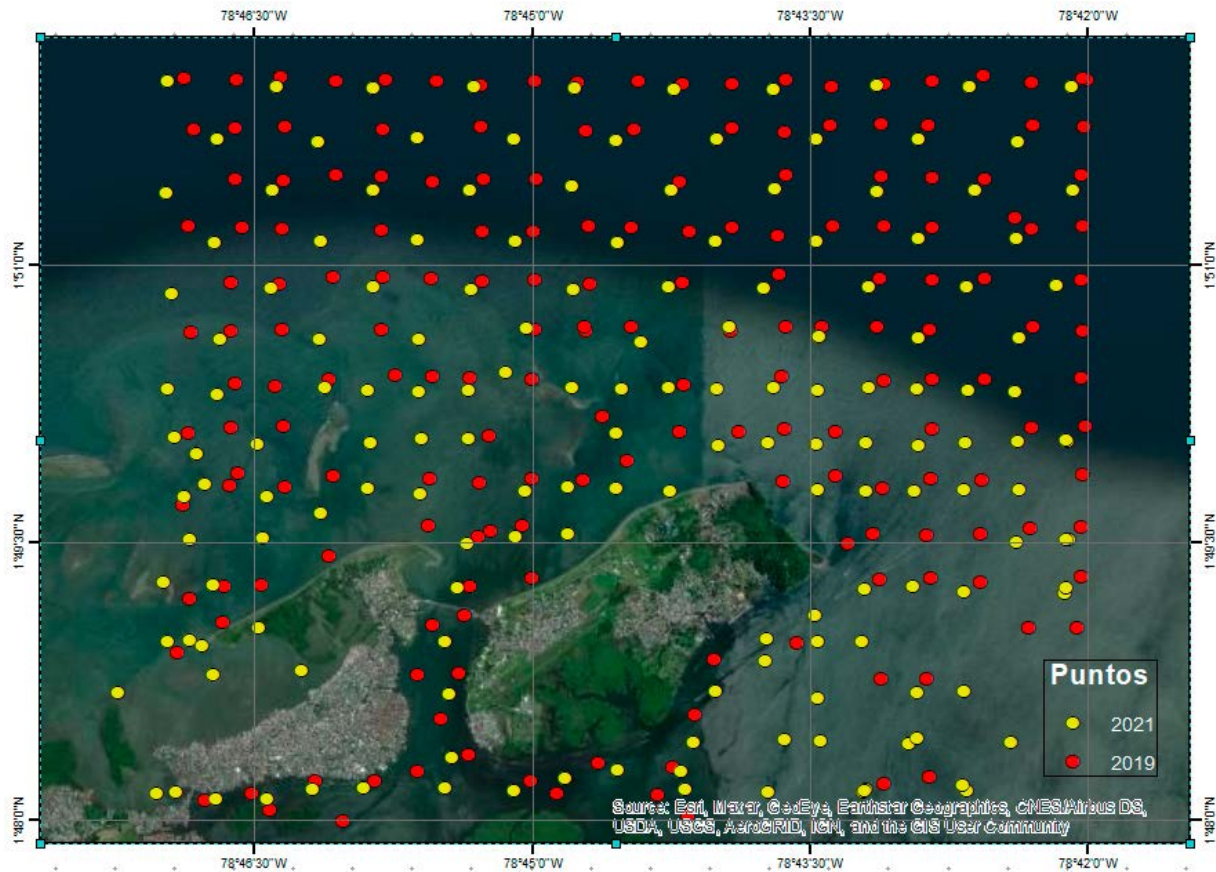 78°46'30"W 78°45'0"W 78°43'30"W 78°42'0"W
1°51'0"N 1°51'0"N
1°49'30"N 1°49'30"N
Puntos
2021
2019
Source: Esri, Maxar, GeoEye, Earthstar Geographics, CNES/Airbus DS,
USDA, USGS, AeroGRID, IGN, and the GIS User Community
1°48'0"N 1°48'0"N
78°46'30"W 78°45'0"W 78°43'30"W 78°42'0"W